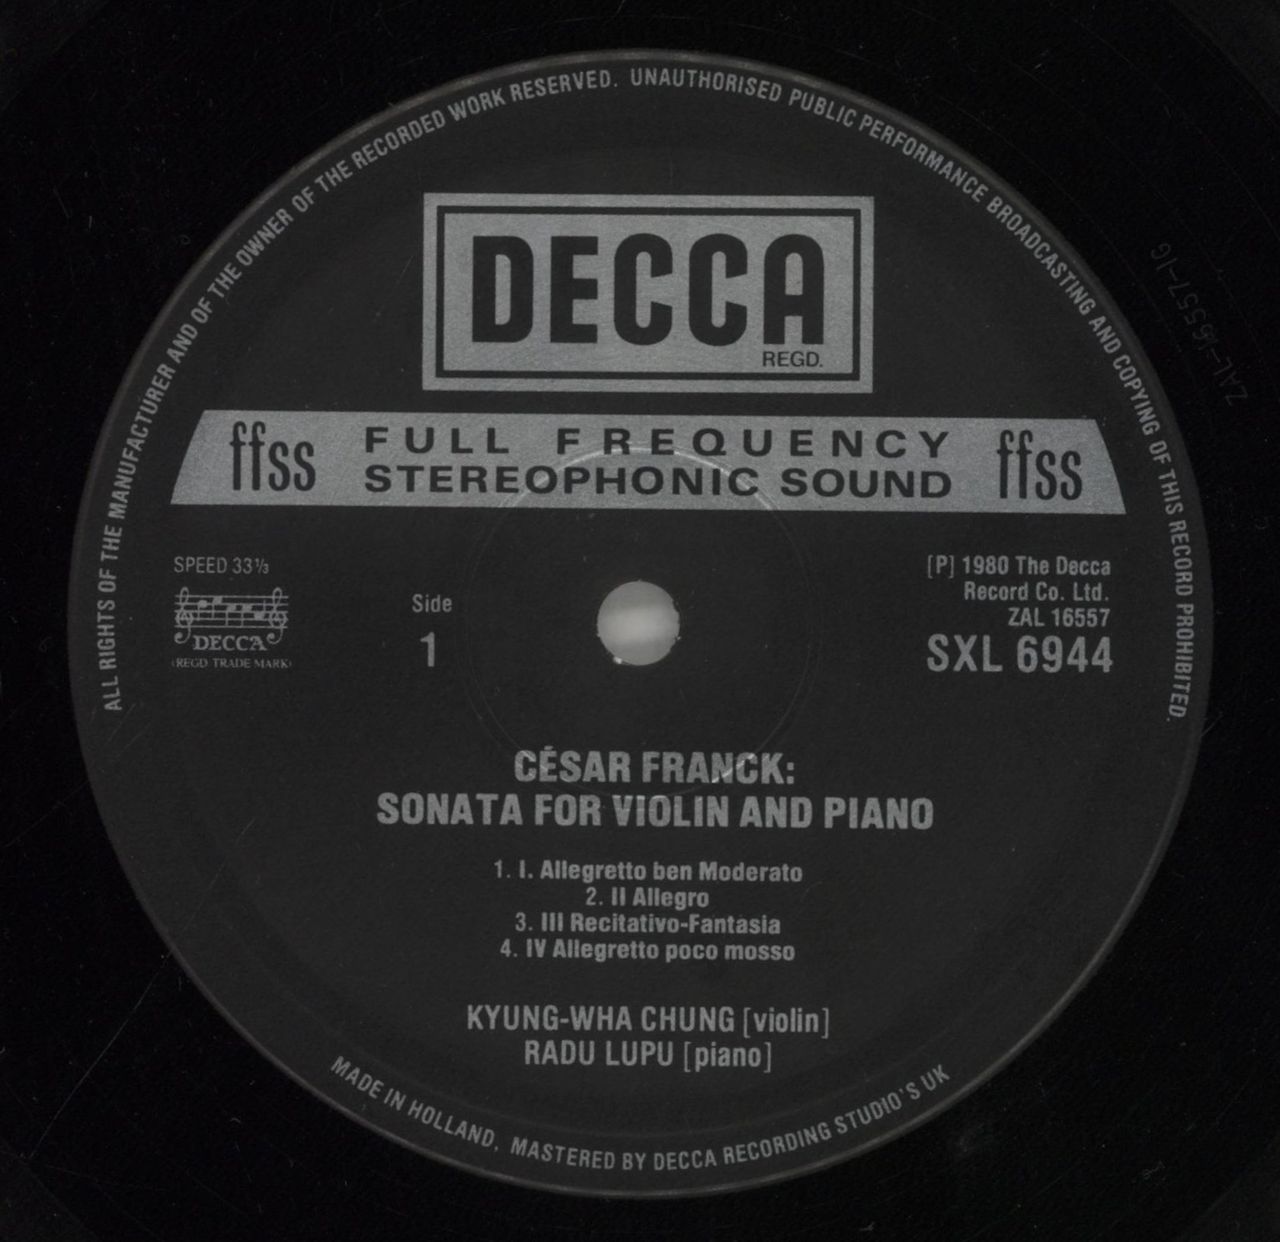 ALL RIGHTS OF THE MANUFACTURER AND OF THE OWNER OF THE RECORDED WORK RESERVED. UNAUTHORISED PUBLIC PERFORMANCE BROADCASTING AND COPYING OF THIS RECORD PROHIBITED.
DECCA
REGD.
ffss FULL FREQUENCY ffss
STEREOPHONIC SOUND
SPEED 33⅓
DECCA
(REGD TRADE MARK)
Side
1
[P] 1980 The Decca
Record Co. Ltd.
ZAL 16557
SXL 6944
CÉSAR FRANCK:
SONATA FOR VIOLIN AND PIANO
1. I. Allegretto ben Moderato
2. II Allegro
3. III Recitativo-Fantasia
4. IV Allegretto poco mosso
KYUNG-WHA CHUNG [violin]
RADU LUPU [piano]
MADE IN HOLLAND, MASTERED BY DECCA RECORDING STUDIO'S UK
ZAL-16557-1G